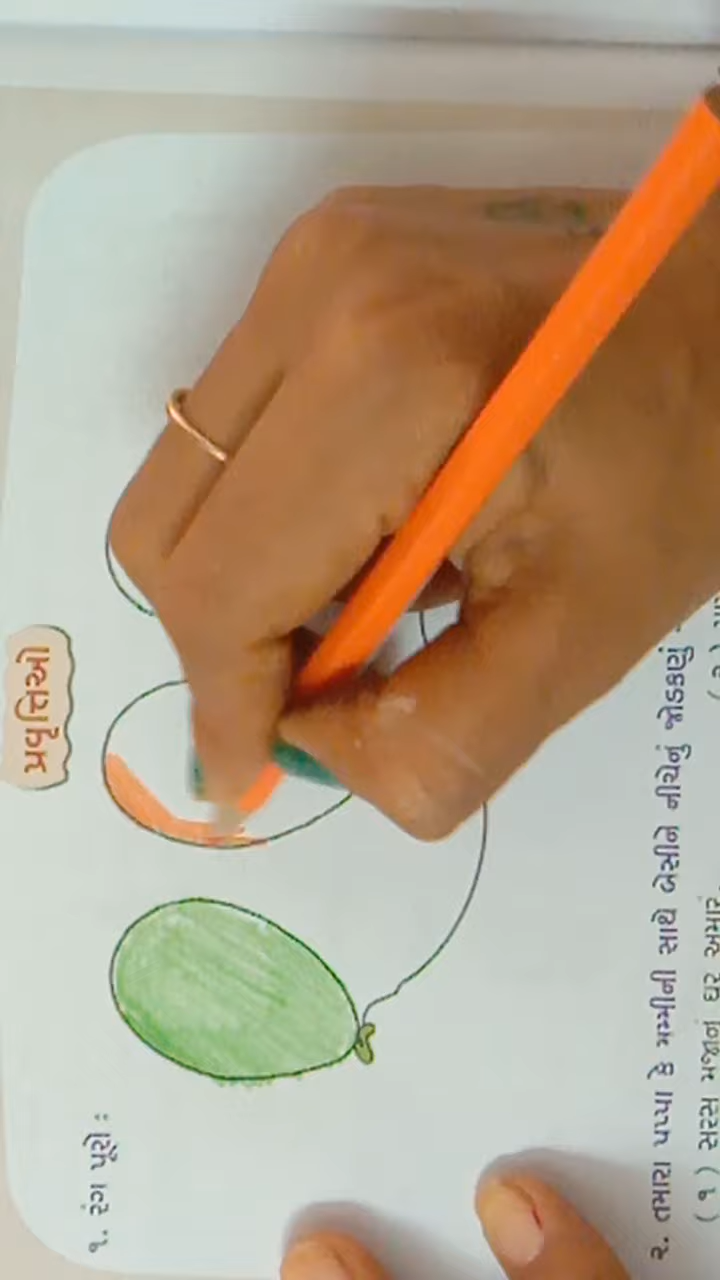 પ્રવૃત્તિઓ
૧. રંગ પૂરો :
૨. તમારા પપ્પા કે મમ્મીની સાથે બેસીને નીચેનું જોડકણું
(૧) સરસ મજાનું ઘર અમારું